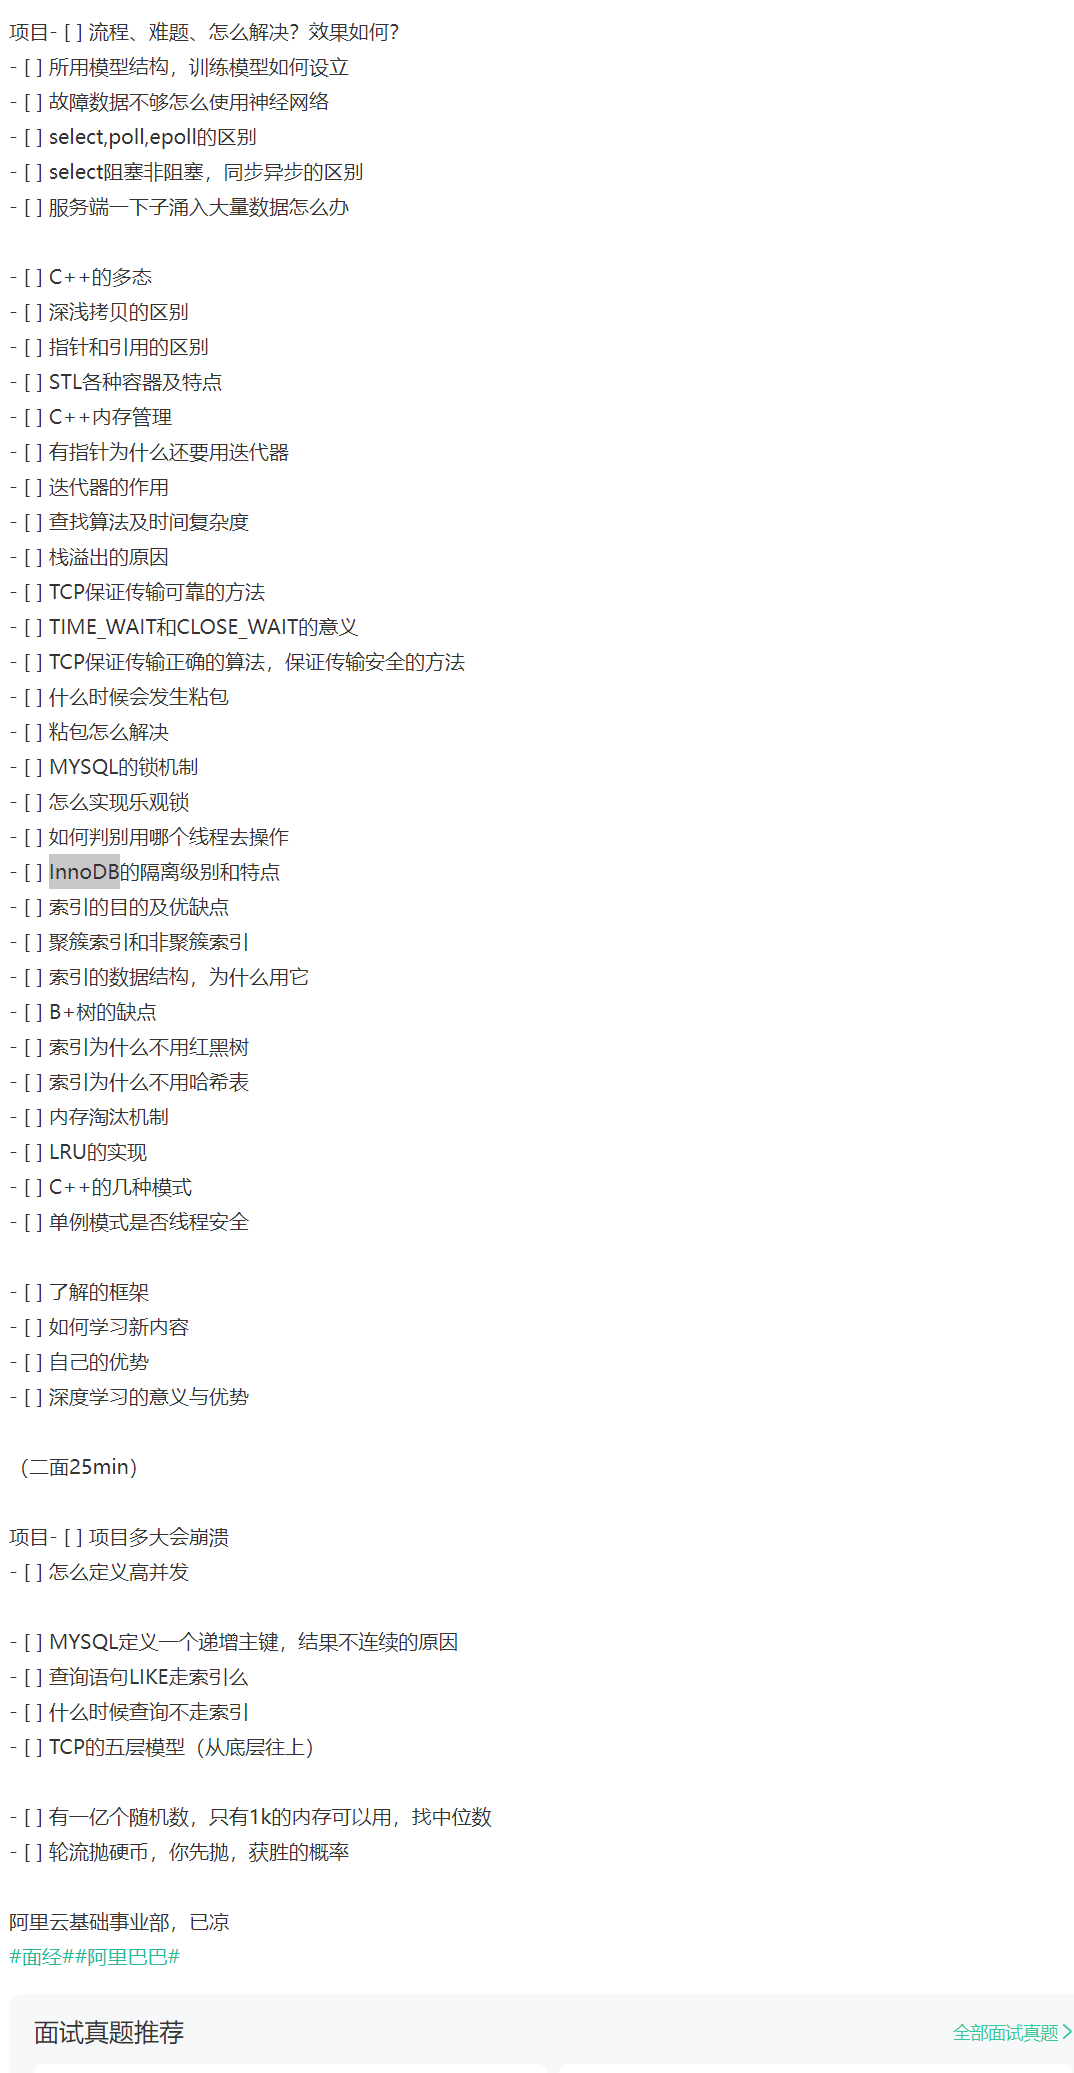 项目- [ ] 流程、难题、怎么解决？效果如何？
- [ ] 所用模型结构，训练模型如何设立
- [ ] 故障数据不够怎么使用神经网络
- [ ] select,poll,epoll的区别
- [ ] select阻塞非阻塞，同步异步的区别
- [ ] 服务端一下子涌入大量数据怎么办
- [ ] C++的多态
- [ ] 深浅拷贝的区别
- [ ] 指针和引用的区别
- [ ] STL各种容器及特点
- [ ] C++内存管理
- [ ] 有指针为什么还要用迭代器
- [ ] 迭代器的作用
- [ ] 查找算法及时间复杂度
- [ ] 栈溢出的原因
- [ ] TCP保证传输可靠的方法
- [ ] TIME_WAIT和CLOSE_WAIT的意义
- [ ] TCP保证传输正确的算法，保证传输安全的方法
- [ ] 什么时候会发生粘包
- [ ] 粘包怎么解决
- [ ] MYSQL的锁机制
- [ ] 怎么实现乐观锁
- [ ] 如何判别用哪个线程去操作
- [ ] InnoDB的隔离级别和特点
- [ ] 索引的目的及优缺点
- [ ] 聚簇索引和非聚簇索引
- [ ] 索引的数据结构，为什么用它
- [ ] B+树的缺点
- [ ] 索引为什么不用红黑树
- [ ] 索引为什么不用哈希表
- [ ] 内存淘汰机制
- [ ] LRU的实现
- [ ] C++的几种模式
- [ ] 单例模式是否线程安全
- [ ] 了解的框架
- [ ] 如何学习新内容
- [ ] 自己的优势
- [ ] 深度学习的意义与优势
（二面25min）
项目- [ ] 项目多大会崩溃
- [ ] 怎么定义高并发
- [ ] MYSQL定义一个递增主键，结果不连续的原因
- [ ] 查询语句LIKE走索引么
- [ ] 什么时候查询不走索引
- [ ] TCP的五层模型（从底层往上）
- [ ] 有一亿个随机数，只有1k的内存可以用，找中位数
- [ ] 轮流抛硬币，你先抛，获胜的概率
阿里云基础事业部，已凉
#面经##阿里巴巴#
面试真题推荐
全部面试真题 >